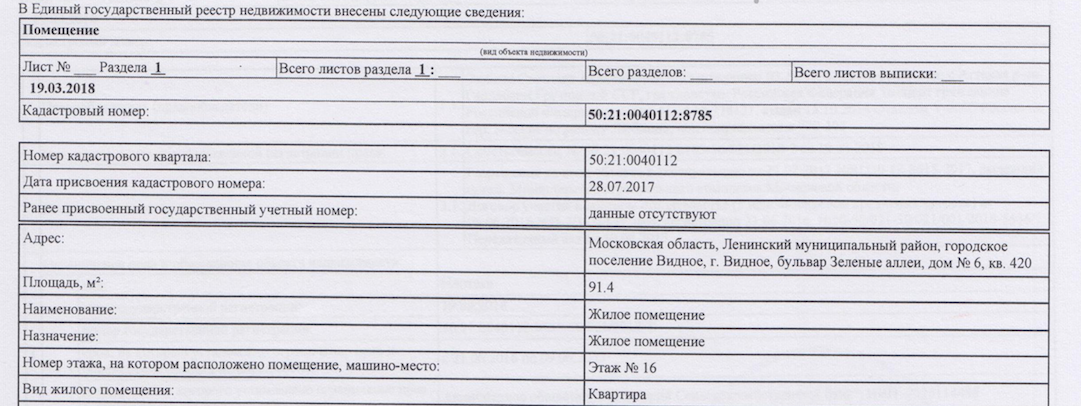 В Единый государственный реестр недвижимости внесены следующие сведения:
Помещение
(вид объекта недвижимости)
Лист № ___ Раздела 1 Всего листов раздела 1 : ___ Всего разделов: ___ Всего листов выписки: ___
19.03.2018
Кадастровый номер: 50:21:0040112:8785
Номер кадастрового квартала: 50:21:0040112
Дата присвоения кадастрового номера: 28.07.2017
Ранее присвоенный государственный учетный номер: данные отсутствуют
Адрес: Московская область, Ленинский муниципальный район, городское
поселение Видное, г. Видное, бульвар Зеленые аллеи, дом № 6, кв. 420
Площадь, м²: 91.4
Наименование: Жилое помещение
Назначение: Жилое помещение
Номер этажа, на котором расположено помещение, машино-место: Этаж № 16
Вид жилого помещения: Квартира